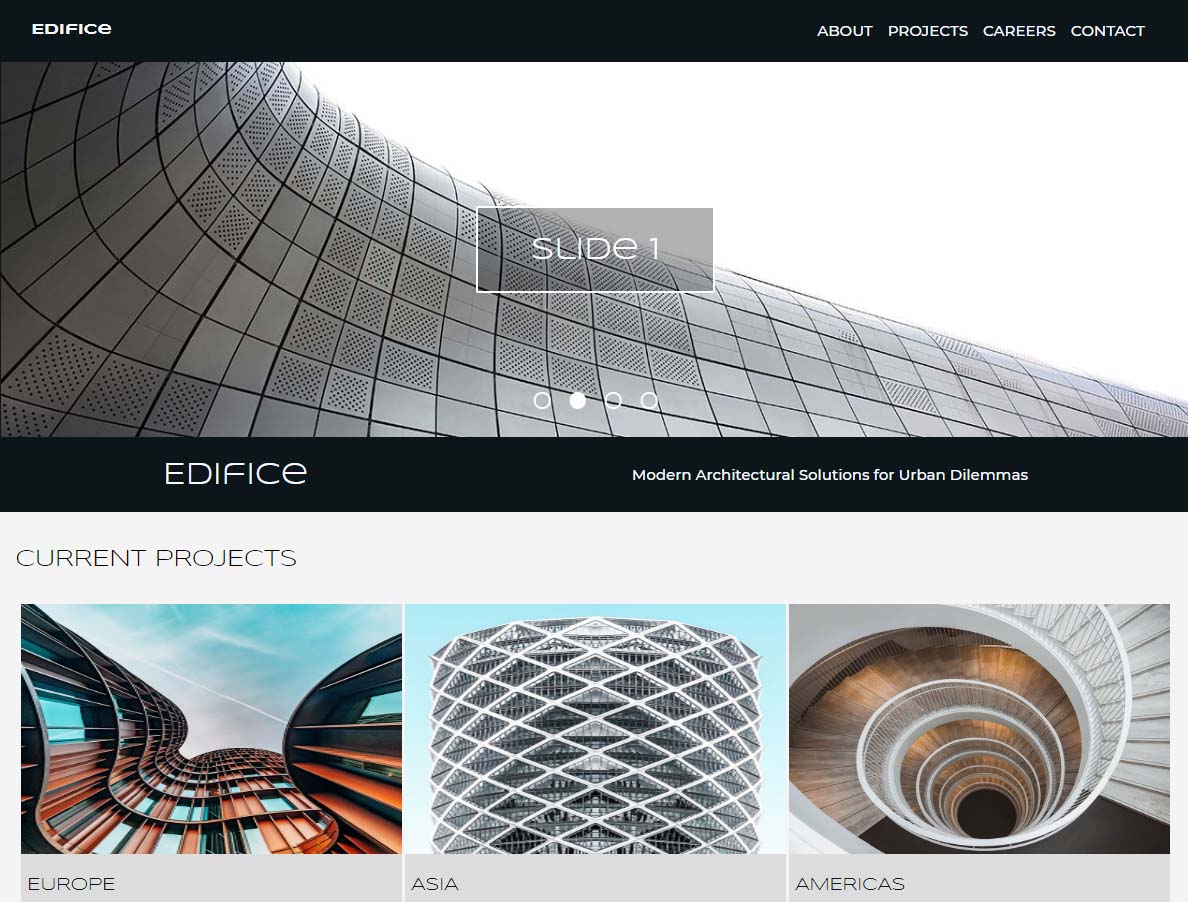 EDIFICE
ABOUT PROJECTS CAREERS CONTACT
SLIDE 1
EDIFICE
Modern Architectural Solutions for Urban Dilemmas
CURRENT PROJECTS
EUROPE
ASIA
AMERICAS